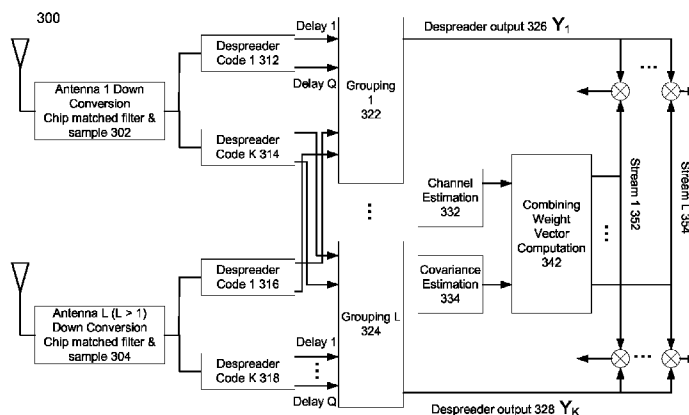 300
Antenna 1 Down
Conversion
Chip matched filter &
sample 302
Despreader
Code 1 312
Despreader
Code K 314
Delay 1
Delay Q
Grouping
1
322
Despreader output 326 Y1
...
Channel
Estimation
332
Covariance
Estimation
334
Combining
Weight
Vector
Computation
342
...
Stream 1 352
Stream L 354
...
Antenna L (L > 1)
Down Conversion
Chip matched filter &
sample 304
Despreader
Code 1 316
Despreader
Code K 318
Delay 1
...
Delay Q
Grouping L
324
...
Despreader output 328 YK